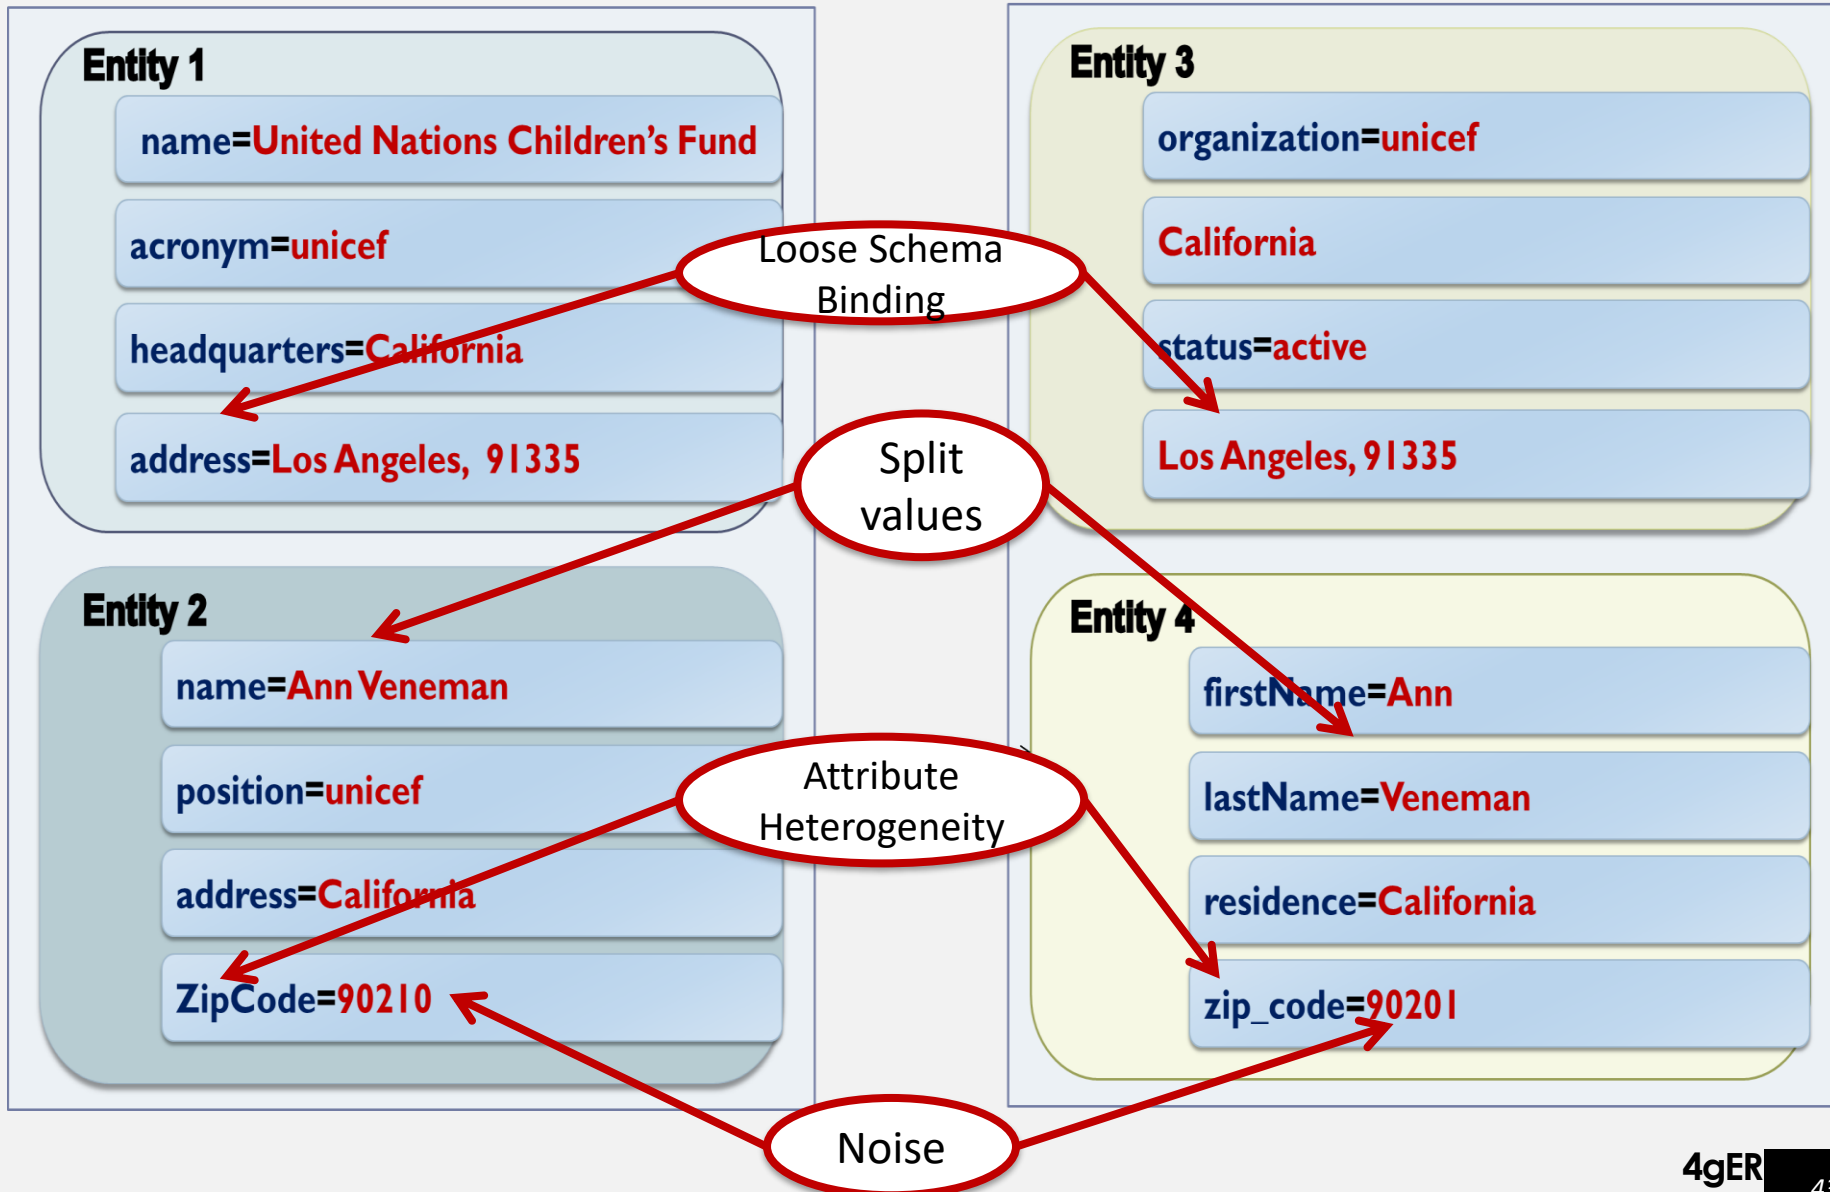 Entity 1
name=United Nations Children's Fund
acronym=unicef
headquarters=California
address=Los Angeles, 91335
Entity 2
name=Ann Veneman
position=unicef
address=California
ZipCode=90210
Loose Schema
Binding
Split
values
Attribute
Heterogeneity
Noise
Entity 3
organization=unicef
California
status=active
Los Angeles, 91335
Entity 4
firstName=Ann
lastName=Veneman
residence=California
zip_code=90201
4gER